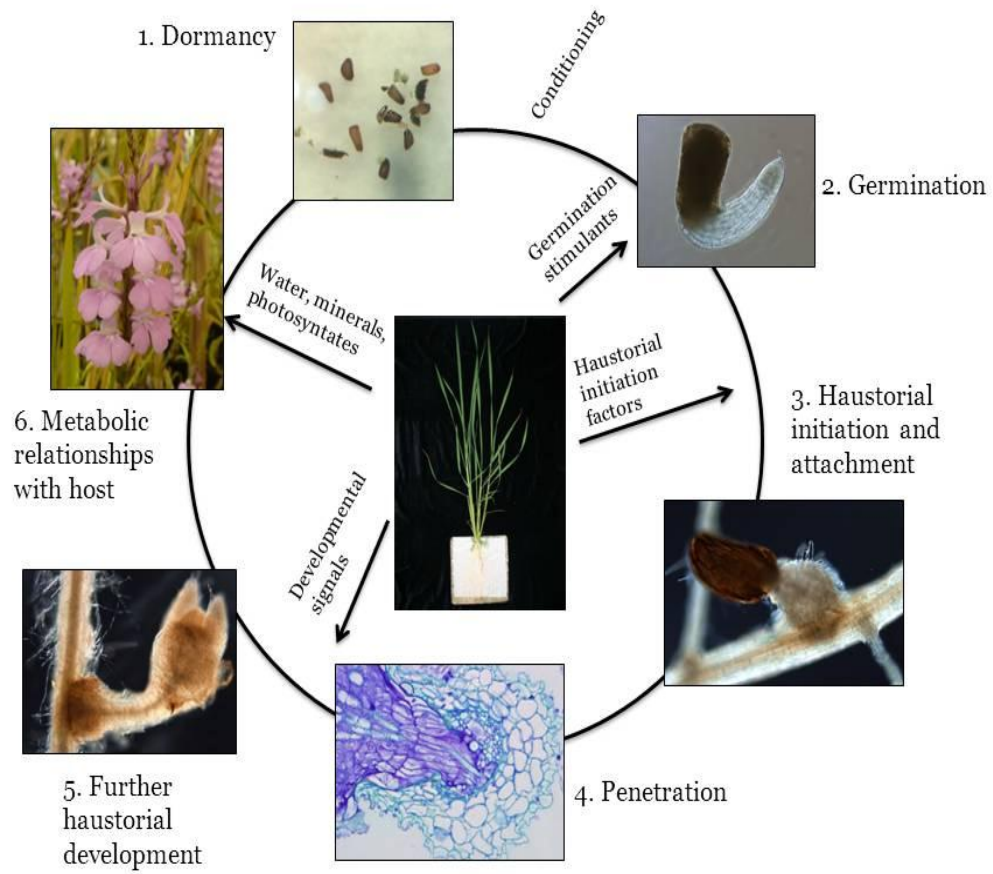 1. Dormancy
Conditioning
2. Germination
Germination
stimulants
Water, minerals,
photosyntates
Haustorial
initiation
factors
3. Haustorial
initiation and
attachment
6. Metabolic
relationships
with host
Developmental
signals
4. Penetration
5. Further
haustorial
development